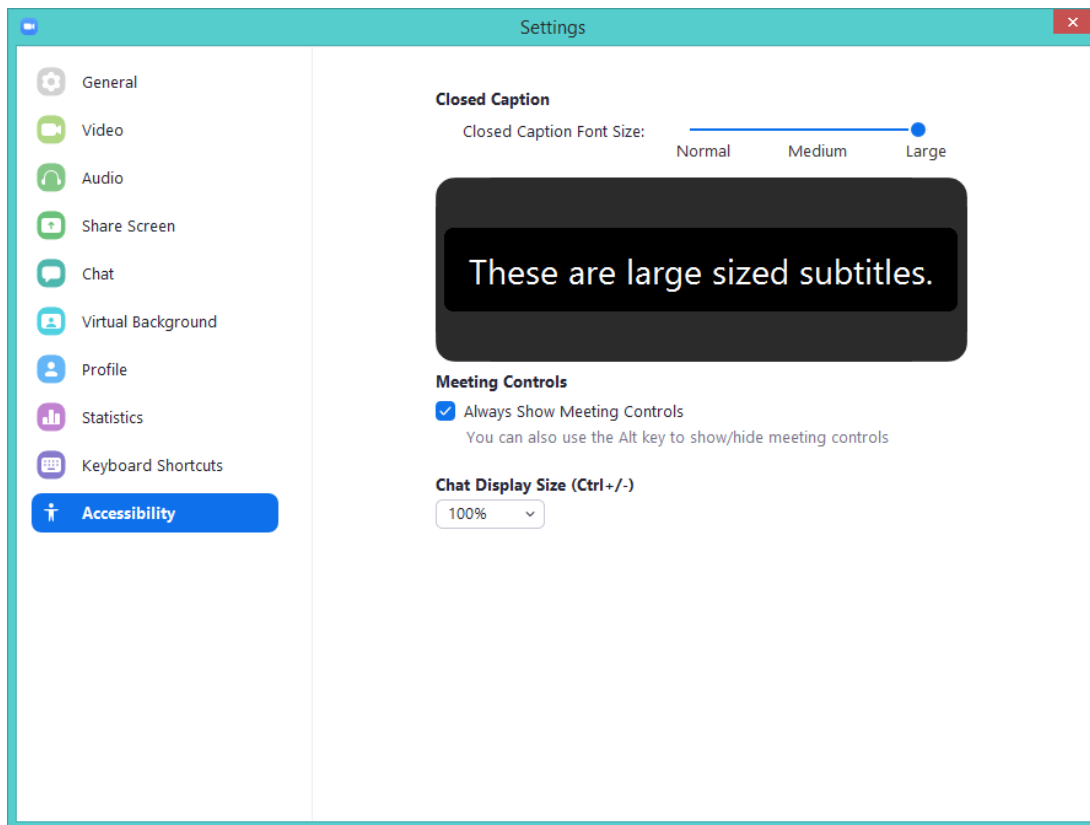 Settings
General
Video
Audio
Share Screen
Chat
Virtual Background
Profile
Statistics
Keyboard Shortcuts
Accessibility
Closed Caption
Closed Caption Font Size:
Normal Medium Large
These are large sized subtitles.
Meeting Controls
Always Show Meeting Controls
You can also use the Alt key to show/hide meeting controls
Chat Display Size (Ctrl+/-)
100%